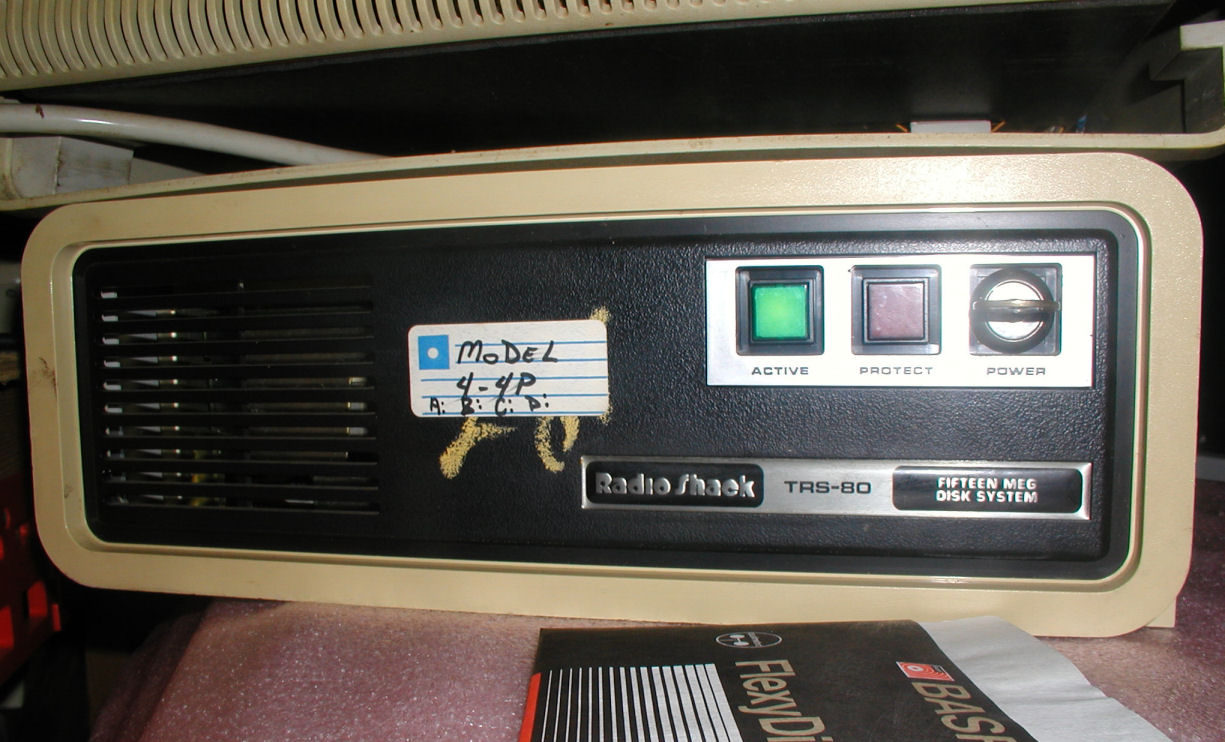 MODEL
4-4P
A: B: C: D:
ACTIVE
PROTECT
POWER
Radio Shack
TRS-80
FIFTEEN MEG
DISK SYSTEM
BASF
FlexyDi